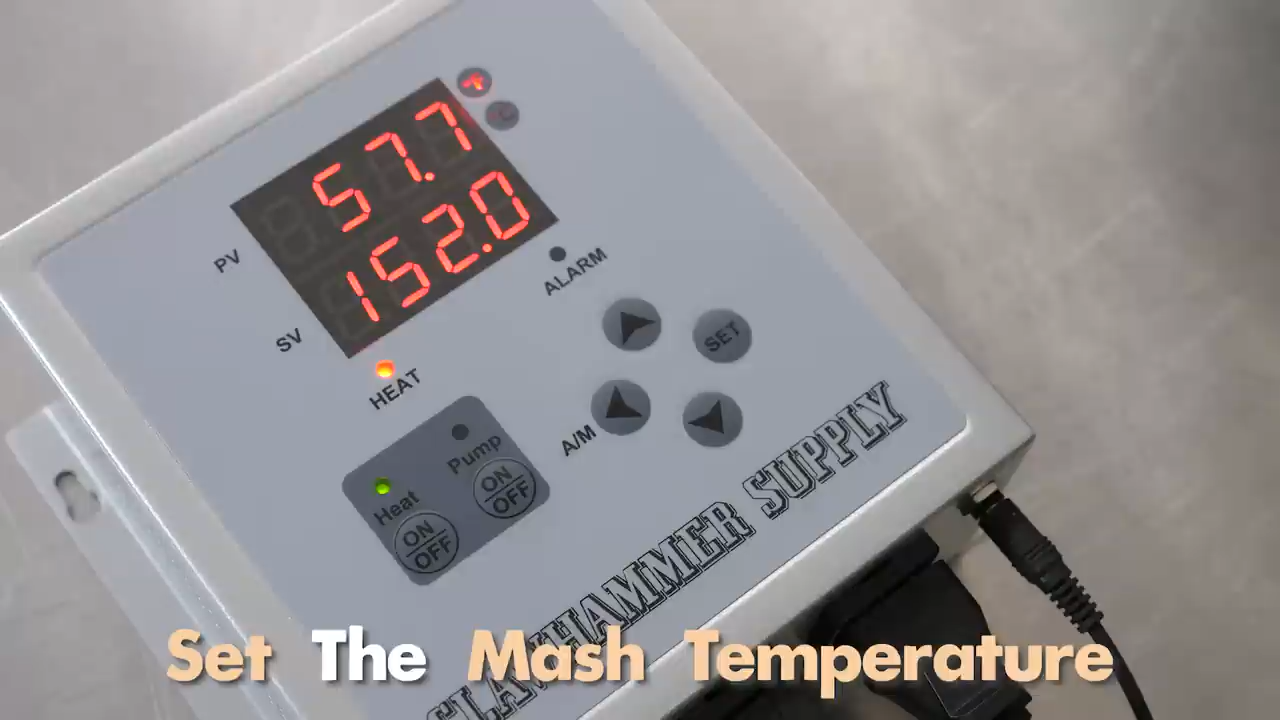 °F
°C
57.7
PV
152.0
SV
ALARM
HEAT
SET
A/M
Pump
ON
OFF
Heat
ON
OFF
CLAWHAMMER SUPPLY
Set The Mash Temperature